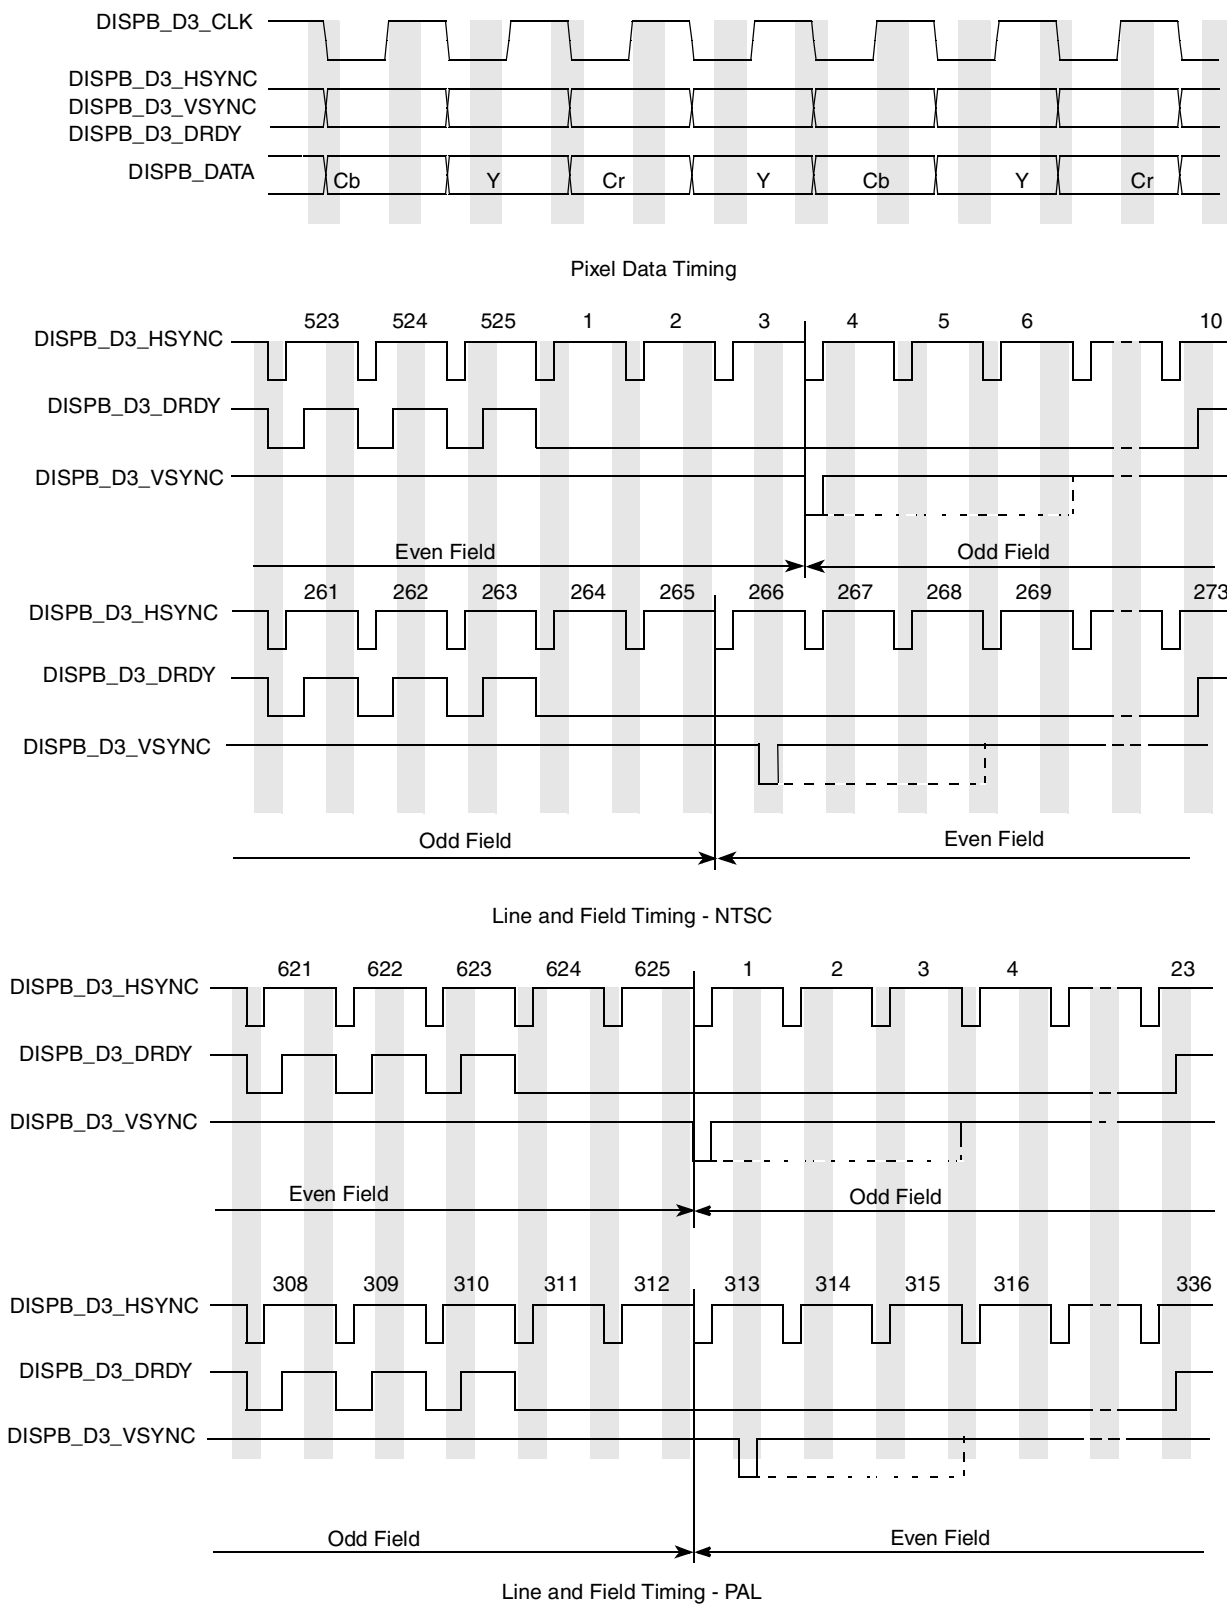 DISPB_D3_CLK
DISPB_D3_HSYNC
DISPB_D3_VSYNC
DISPB_D3_DRDY
DISPB_DATA
Cb Y Cr Y Cb Y Cr
Pixel Data Timing
523 524 525 1 2 3 4 5 6 10
DISPB_D3_HSYNC
DISPB_D3_DRDY
DISPB_D3_VSYNC
Even Field Odd Field
261 262 263 264 265 266 267 268 269 273
DISPB_D3_HSYNC
DISPB_D3_DRDY
DISPB_D3_VSYNC
Odd Field Even Field
Line and Field Timing - NTSC
621 622 623 624 625 1 2 3 4 23
DISPB_D3_HSYNC
DISPB_D3_DRDY
DISPB_D3_VSYNC
Even Field Odd Field
308 309 310 311 312 313 314 315 316 336
DISPB_D3_HSYNC
DISPB_D3_DRDY
DISPB_D3_VSYNC
Odd Field Even Field
Line and Field Timing - PAL